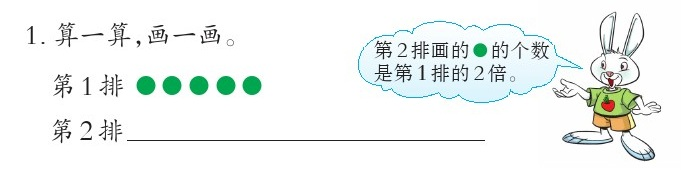 1. 算一算,画一画。
第2排画的●的个数
是第1排的2倍。
第1排 ●●●●●
第2排